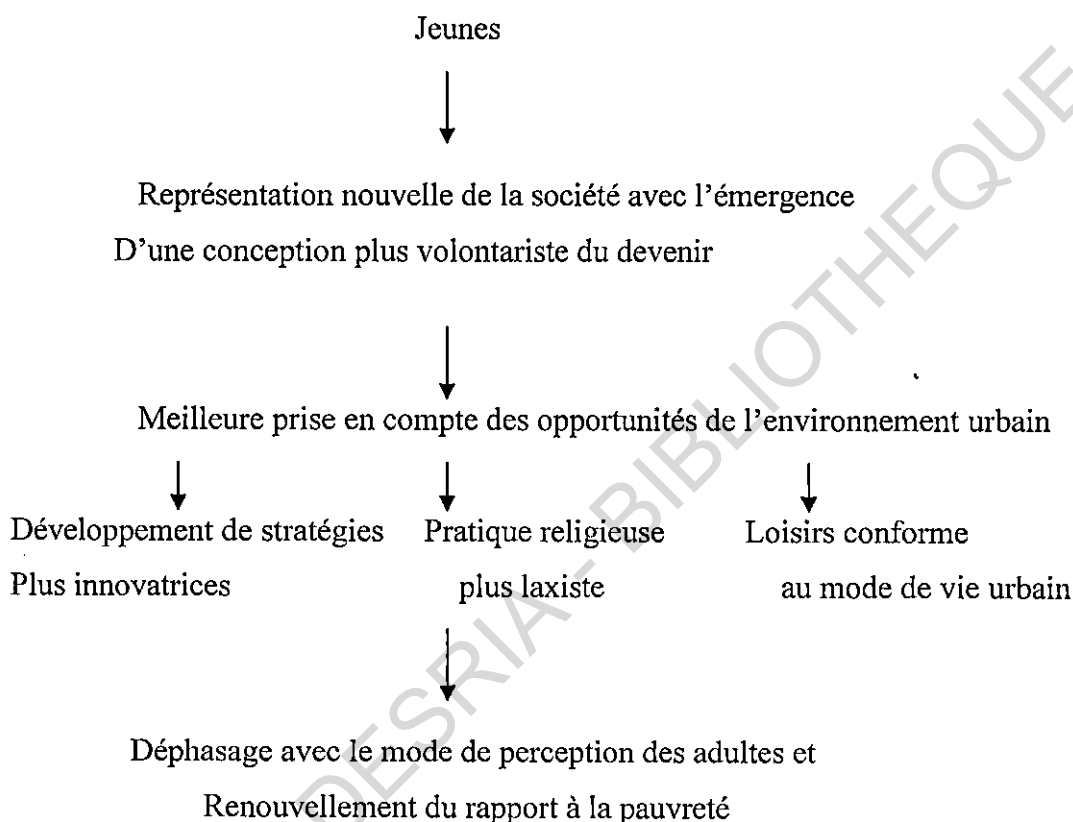 Jeunes
Représentation nouvelle de la société avec l’émergence
D’une conception plus volontariste du devenir
Meilleure prise en compte des opportunités de l’environnement urbain
Développement de stratégies Pratique religieuse Loisirs conforme
Plus innovatrices plus laxiste au mode de vie urbain
Déphasage avec le mode de perception des adultes et
Renouvellement du rapport à la pauvreté
DESRIA - BIBLIOTHEQUE